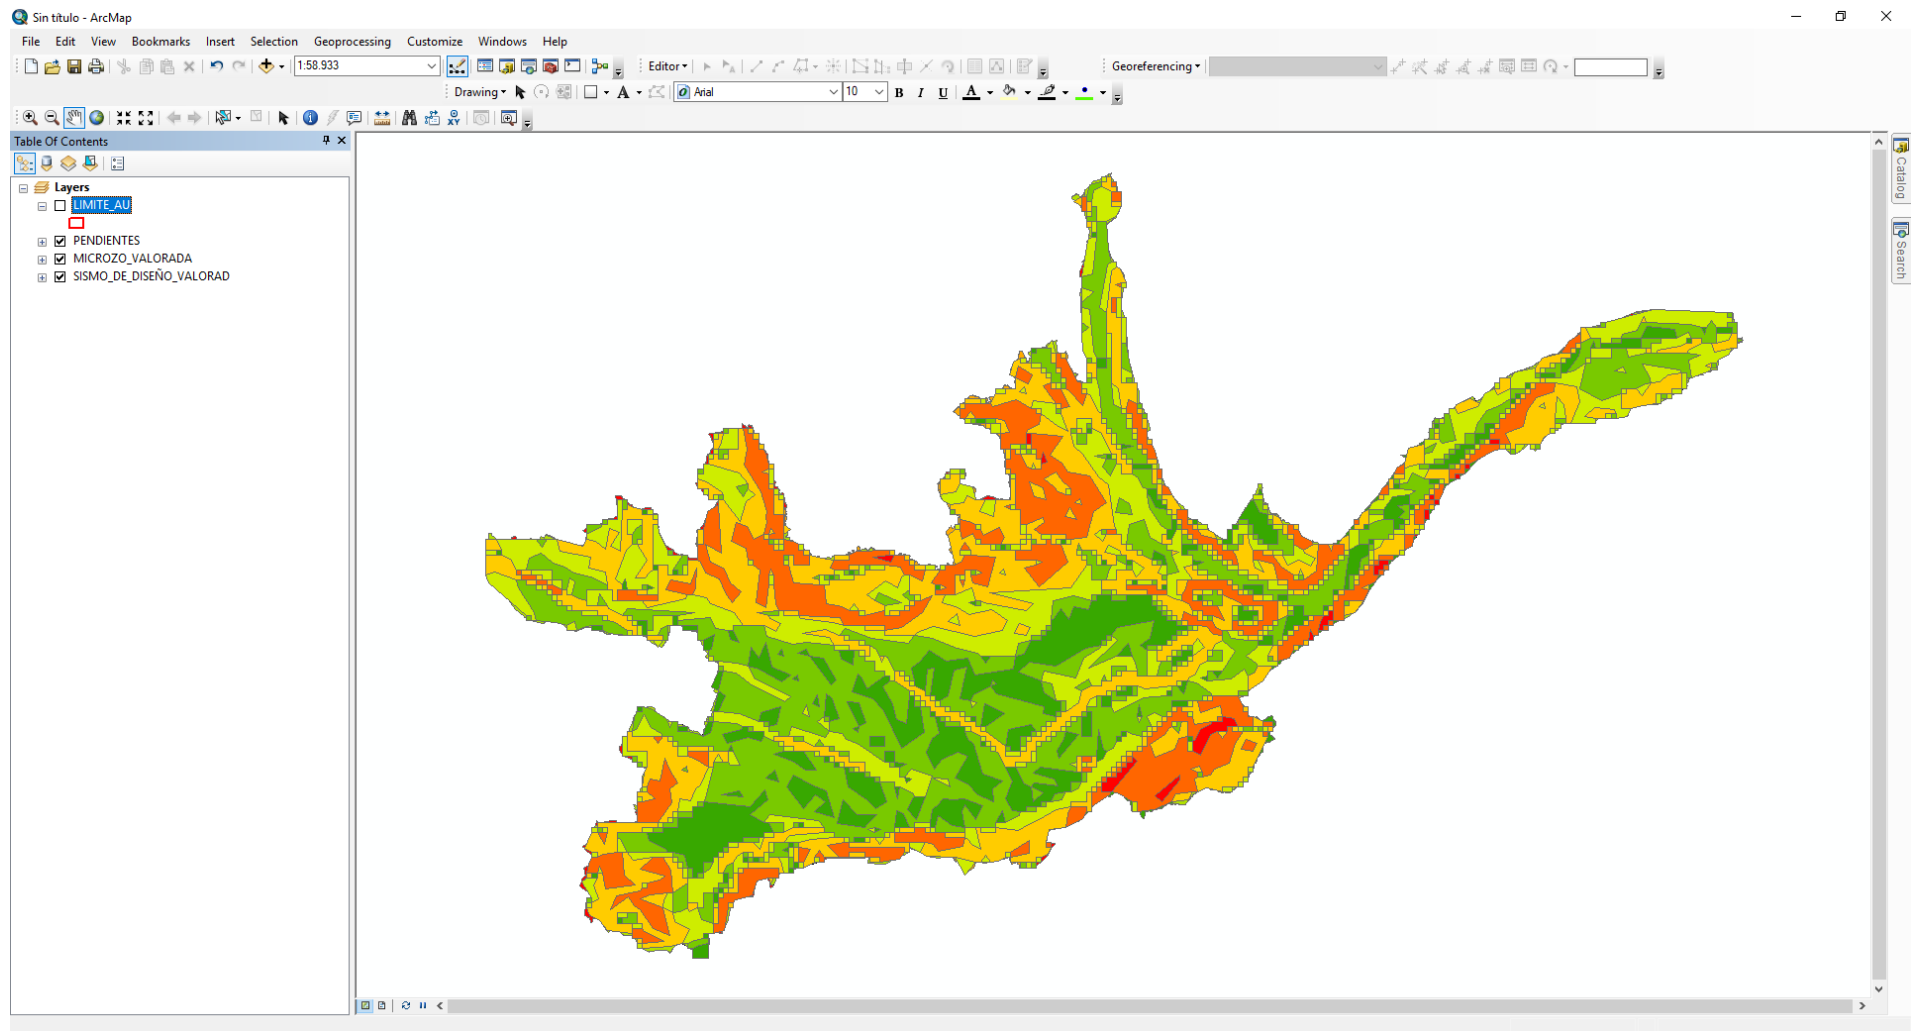 Sin título - ArcMap
File Edit View Bookmarks Insert Selection Geoprocessing Customize Windows Help
1:58.933 Editor Georeferencing
Drawing A Arial 10 B I U A
Table Of Contents
Layers
LIMITE_AU
PENDIENTES
MICROZO_VALORADA
SISMO_DE_DISEÑO_VALORAD
Catalog
Search